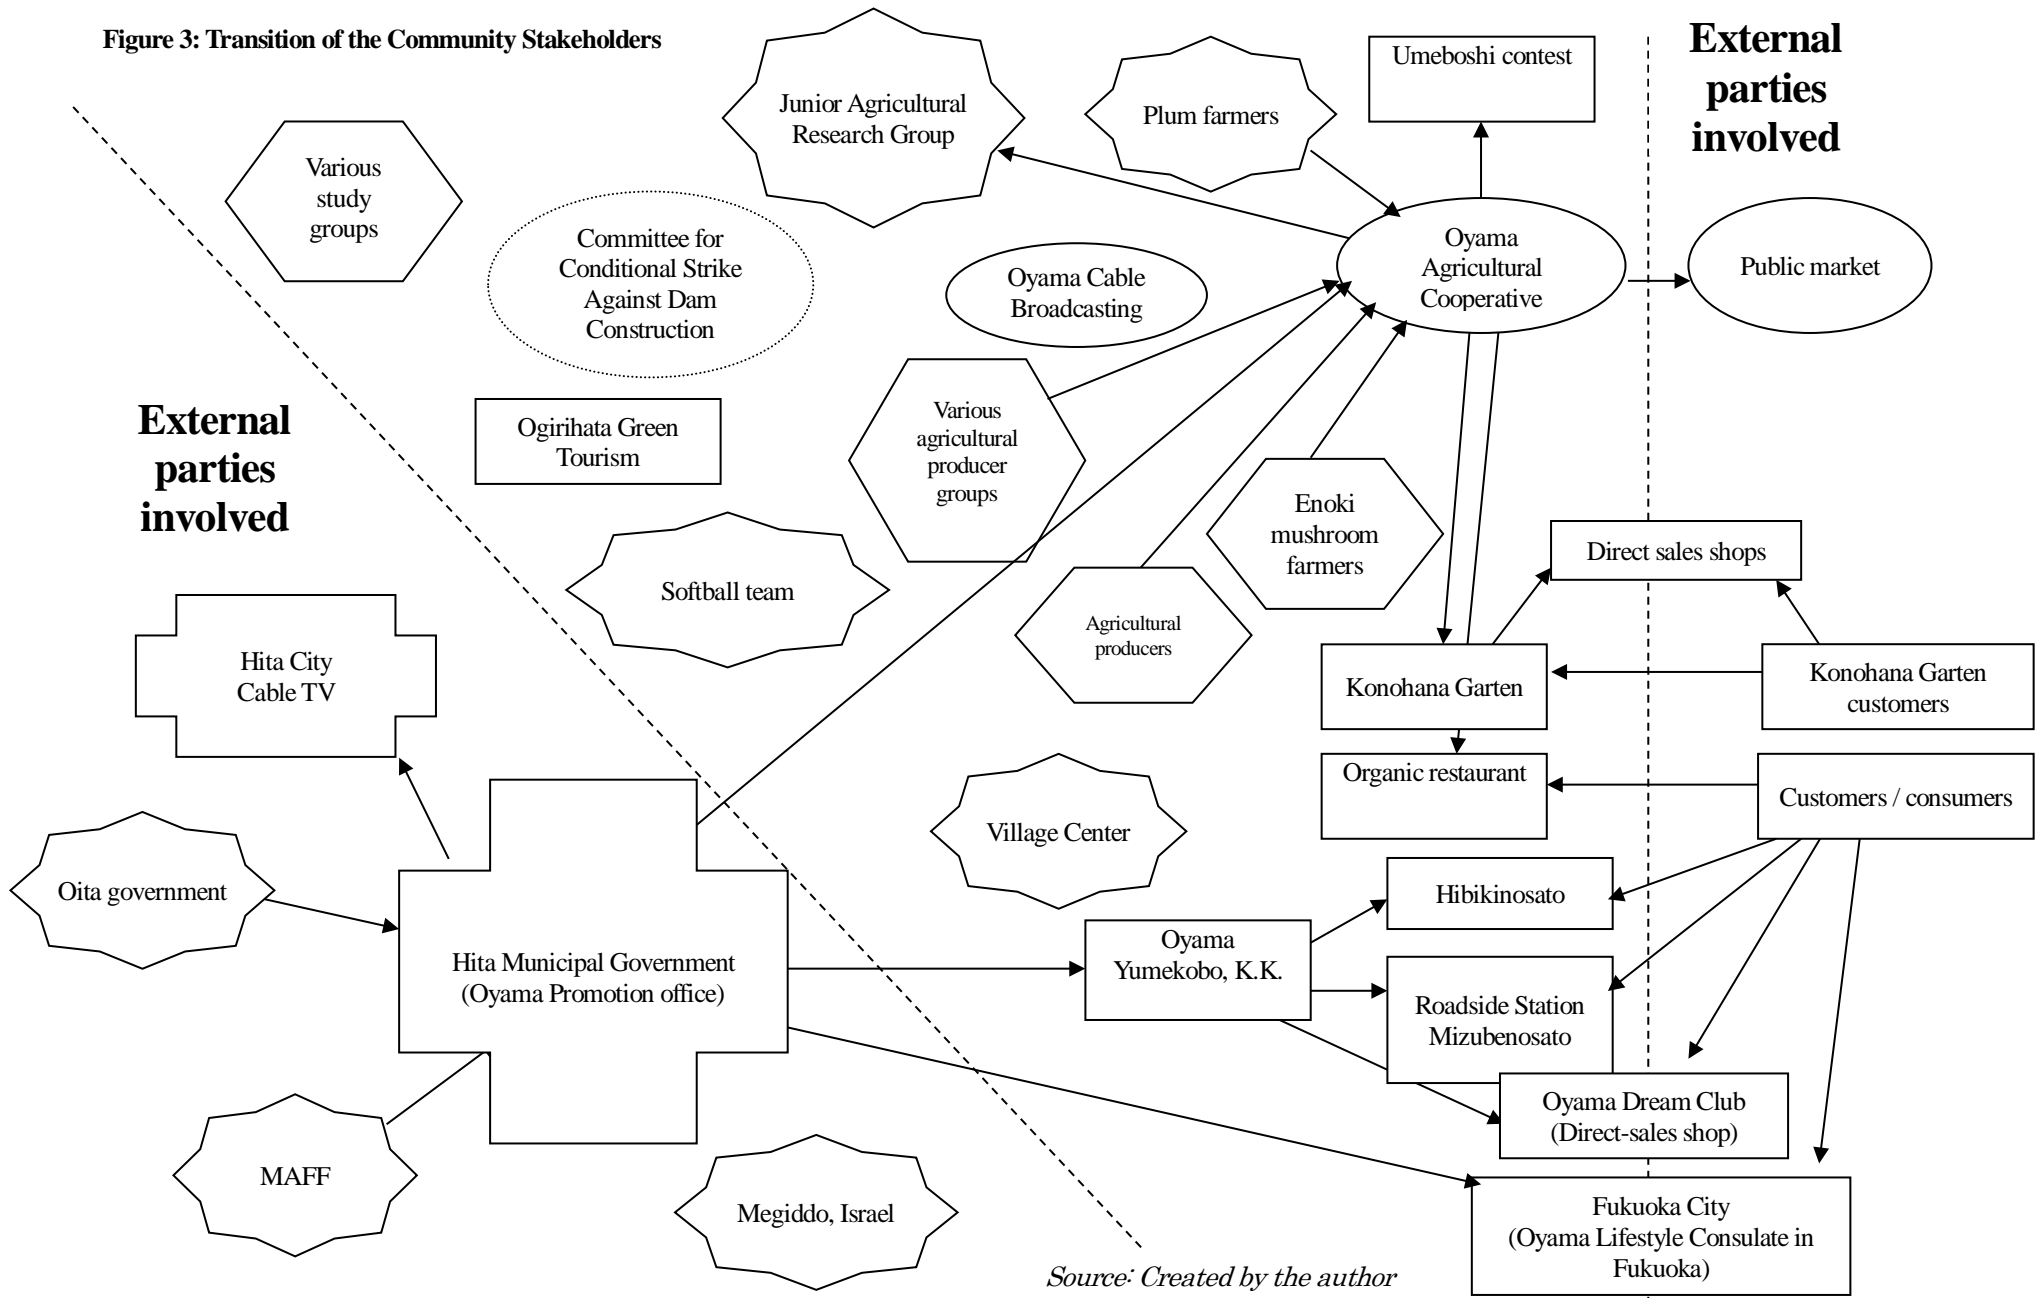 Figure 3: Transition of the Community Stakeholders
External
parties
involved
Umeboshi contest
Junior Agricultural
Research Group
Plum farmers
Various
study
groups
Committee for
Conditional Strike
Against Dam
Construction
Oyama Cable
Broadcasting
Oyama
Agricultural
Cooperative
Public market
External
parties
involved
Ogirihata Green
Tourism
Various
agricultural
producer
groups
Enoki
mushroom
farmers
Direct sales shops
Softball team
Agricultural
producers
Hita City
Cable TV
Konohana Garten
Konohana Garten
customers
Organic restaurant
Customers / consumers
Village Center
Oita government
Hibikinosato
Hita Municipal Government
(Oyama Promotion office)
Oyama
Yumekobo, K.K.
Roadside Station
Mizubenosato
Oyama Dream Club
(Direct-sales shop)
MAFF
Megiddo, Israel
Fukuoka City
(Oyama Lifestyle Consulate in
Fukuoka)
Source: Created by the author